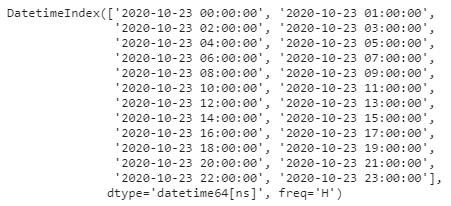 DatetimeIndex(['2020-10-23 00:00:00', '2020-10-23 01:00:00',
'2020-10-23 02:00:00', '2020-10-23 03:00:00',
'2020-10-23 04:00:00', '2020-10-23 05:00:00',
'2020-10-23 06:00:00', '2020-10-23 07:00:00',
'2020-10-23 08:00:00', '2020-10-23 09:00:00',
'2020-10-23 10:00:00', '2020-10-23 11:00:00',
'2020-10-23 12:00:00', '2020-10-23 13:00:00',
'2020-10-23 14:00:00', '2020-10-23 15:00:00',
'2020-10-23 16:00:00', '2020-10-23 17:00:00',
'2020-10-23 18:00:00', '2020-10-23 19:00:00',
'2020-10-23 20:00:00', '2020-10-23 21:00:00',
'2020-10-23 22:00:00', '2020-10-23 23:00:00'],
dtype='datetime64[ns]', freq='H')